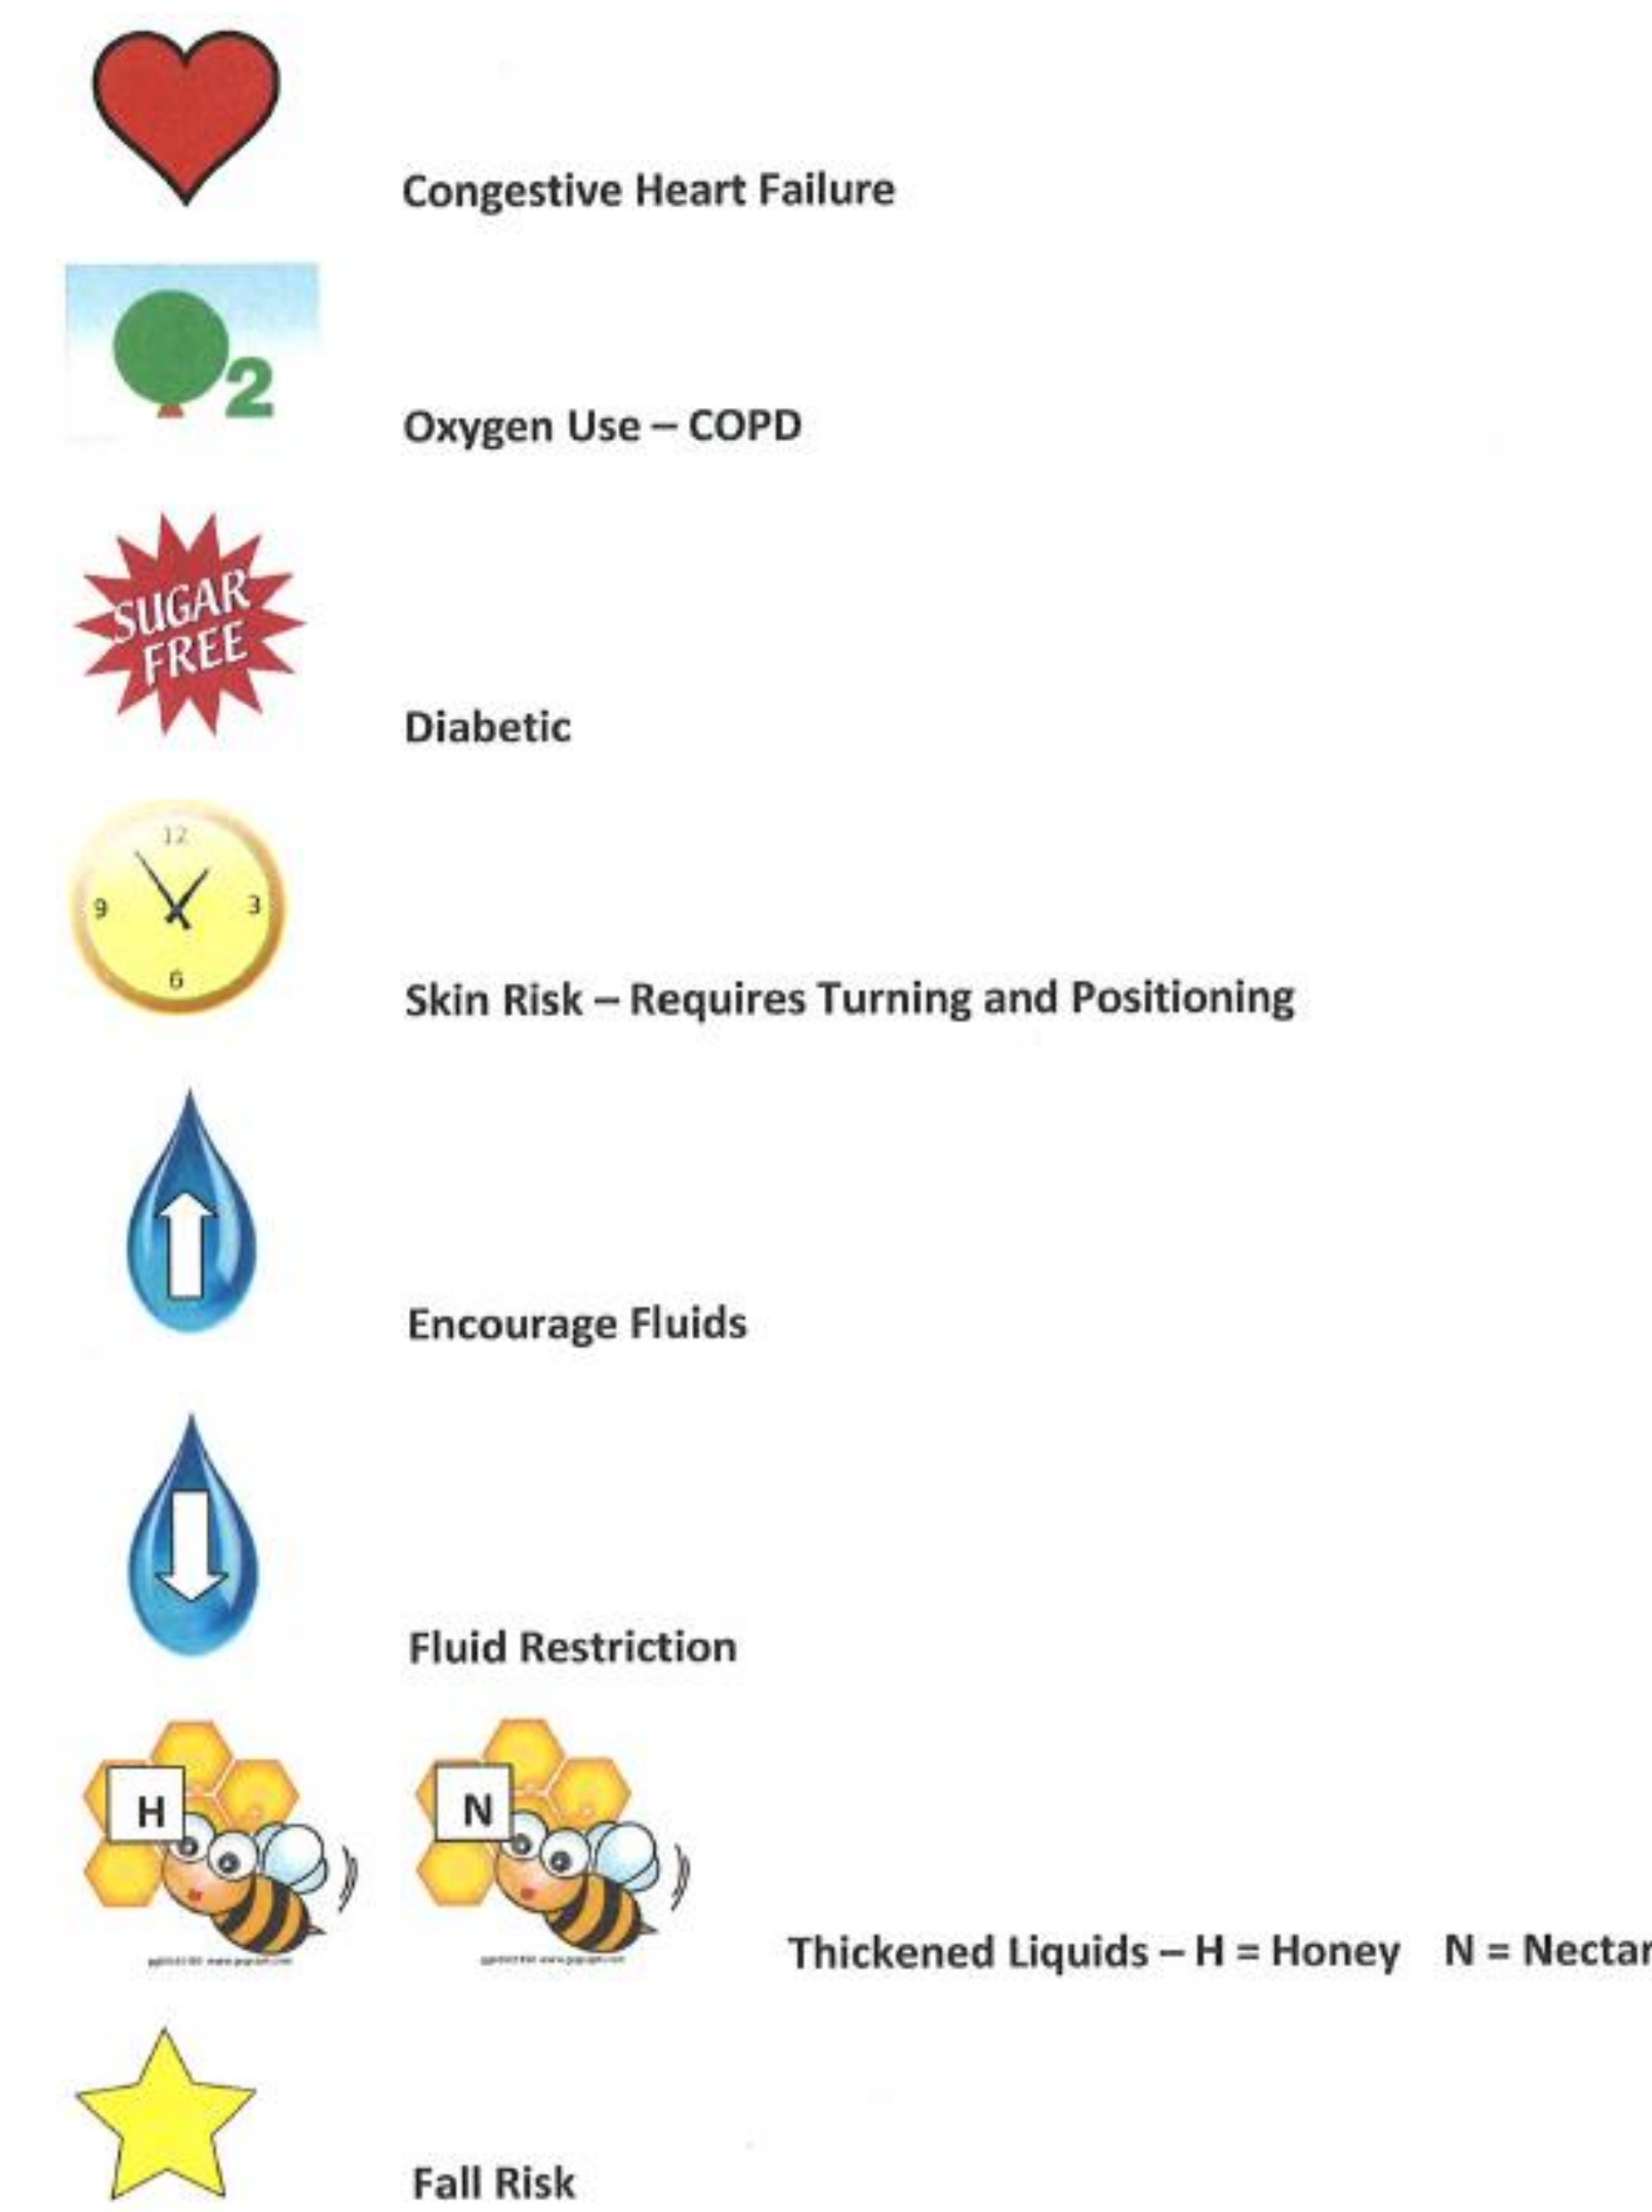 Congestive Heart Failure
2
Oxygen Use – COPD
SUGAR
FREE
Diabetic
12
9
3
6
Skin Risk – Requires Turning and Positioning
Encourage Fluids
Fluid Restriction
H
N
Thickened Liquids – H = Honey N = Nectar
Fall Risk